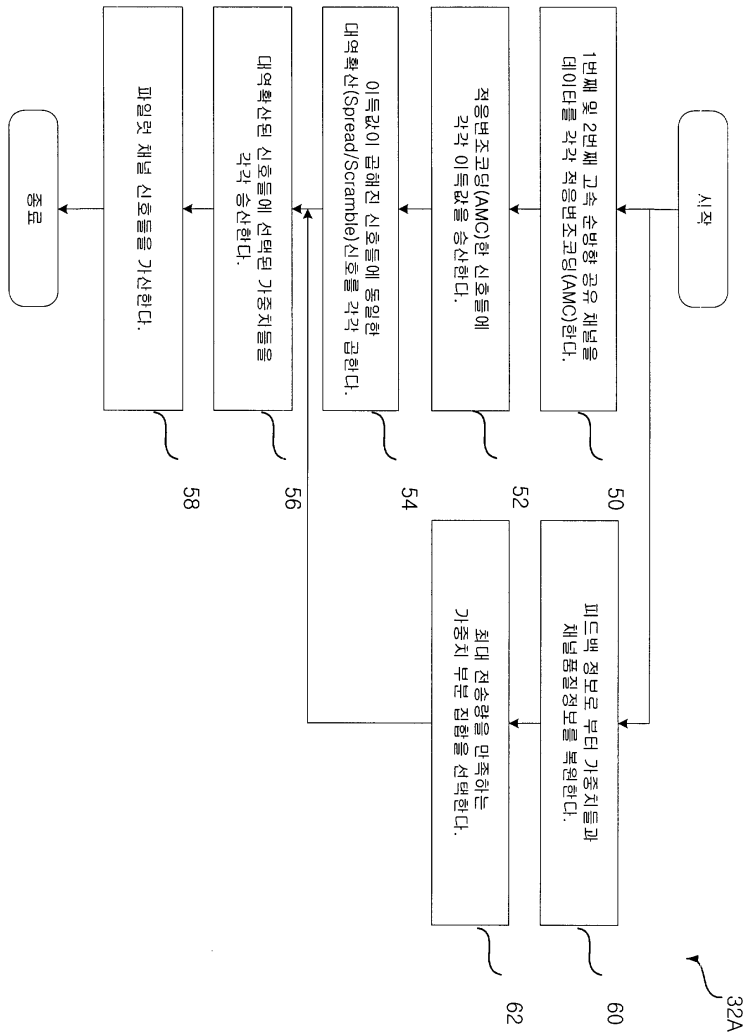 32A
시작
1번째 및 2번째 고속 순방향 공유 채널을
데이타를 각각 적응변조코딩(AMC)한다.
50
적응변조코딩(AMC)한 신호들에
각각 이득값을 승산한다.
52
이득값이 곱해진 신호들에 동일한
대역확산(Spread/Scramble)신호를 각각 곱한다.
54
대역확산된 신호들에 선택된 가중치들을
각각 승산한다.
56
파일럿 채널 신호들을 가산한다.
58
종료
피드백 정보로 부터 가중치들과
채널품질정보를 복원한다.
60
최대 전송량을 만족하는
가중치 부분 집합을 선택한다.
62